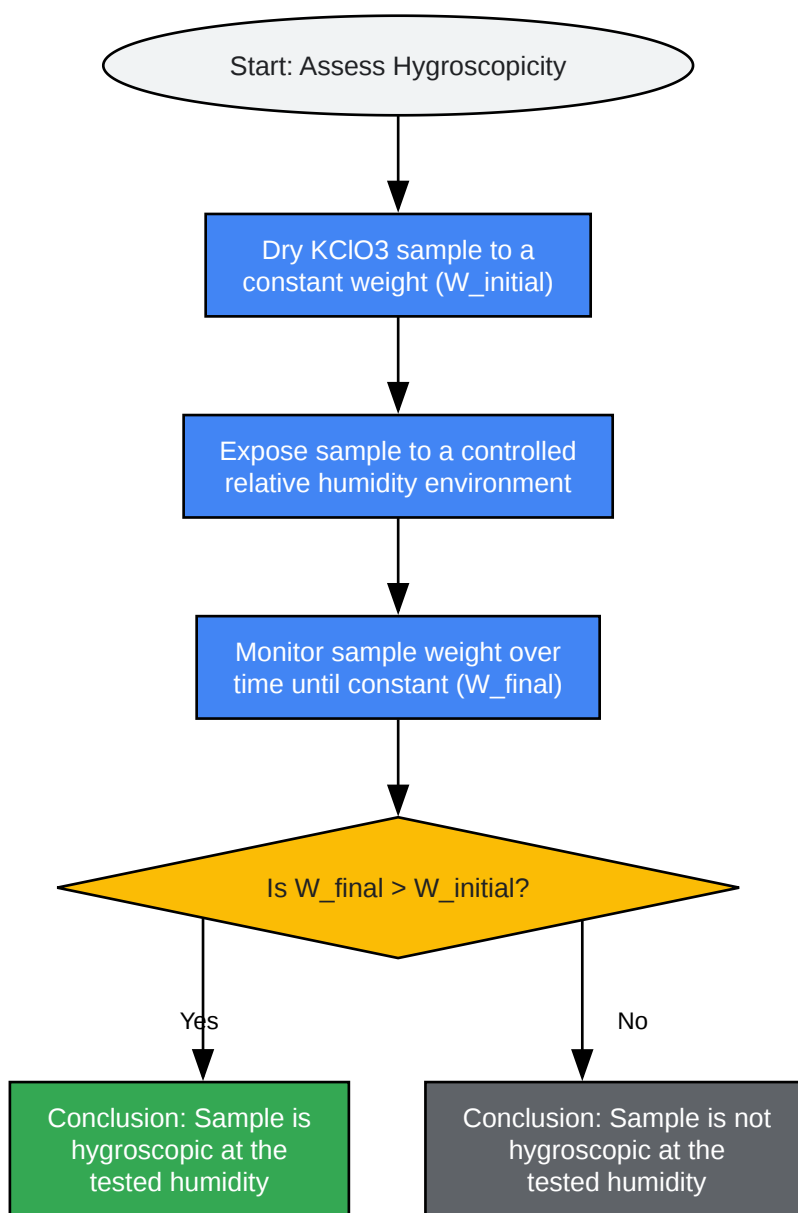 Start: Assess Hygroscopicity
Dry KClO3 sample to a
constant weight (W_initial)
Expose sample to a controlled
relative humidity environment
Monitor sample weight over
time until constant (W_final)
Is W_final > W_initial?
Yes
No
Conclusion: Sample is
hygroscopic at the
tested humidity
Conclusion: Sample is not
hygroscopic at the
tested humidity